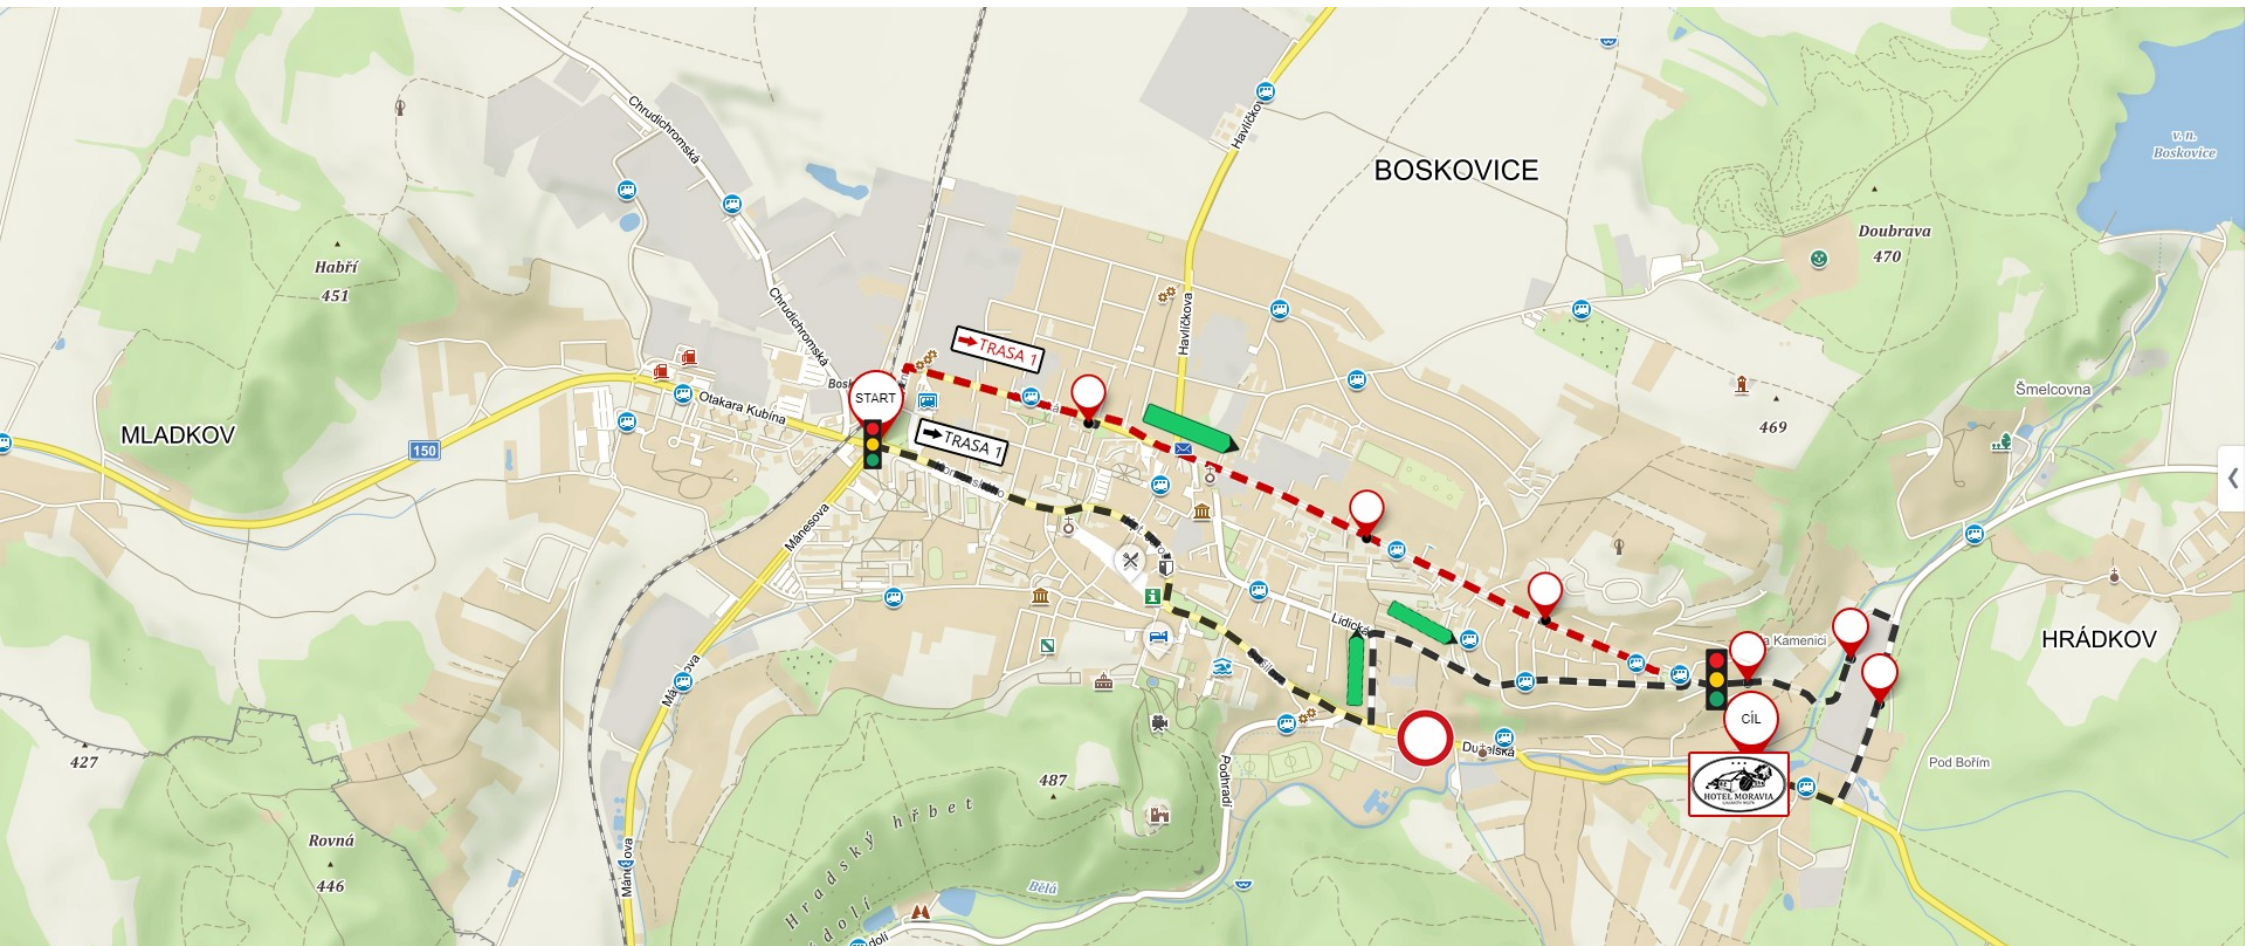 v. n.
Boskovice
Chrudichromská
Havlíčkova
BOSKOVICE
Doubrava
470
Habří
451
Chrudichromská
Havlíčkova
TRASA 1
START
Otakara Kubína
Šmelcovna
MLADKOV
150
TRASA 1
469
Mánesova
Lidická
HRÁDKOV
CÍL
Dukelská
Pod Bořím
427
487
Podhradí
HOTEL MORAVIA
Hradský hřbet
Rovná
446
Mánesova
Bělá